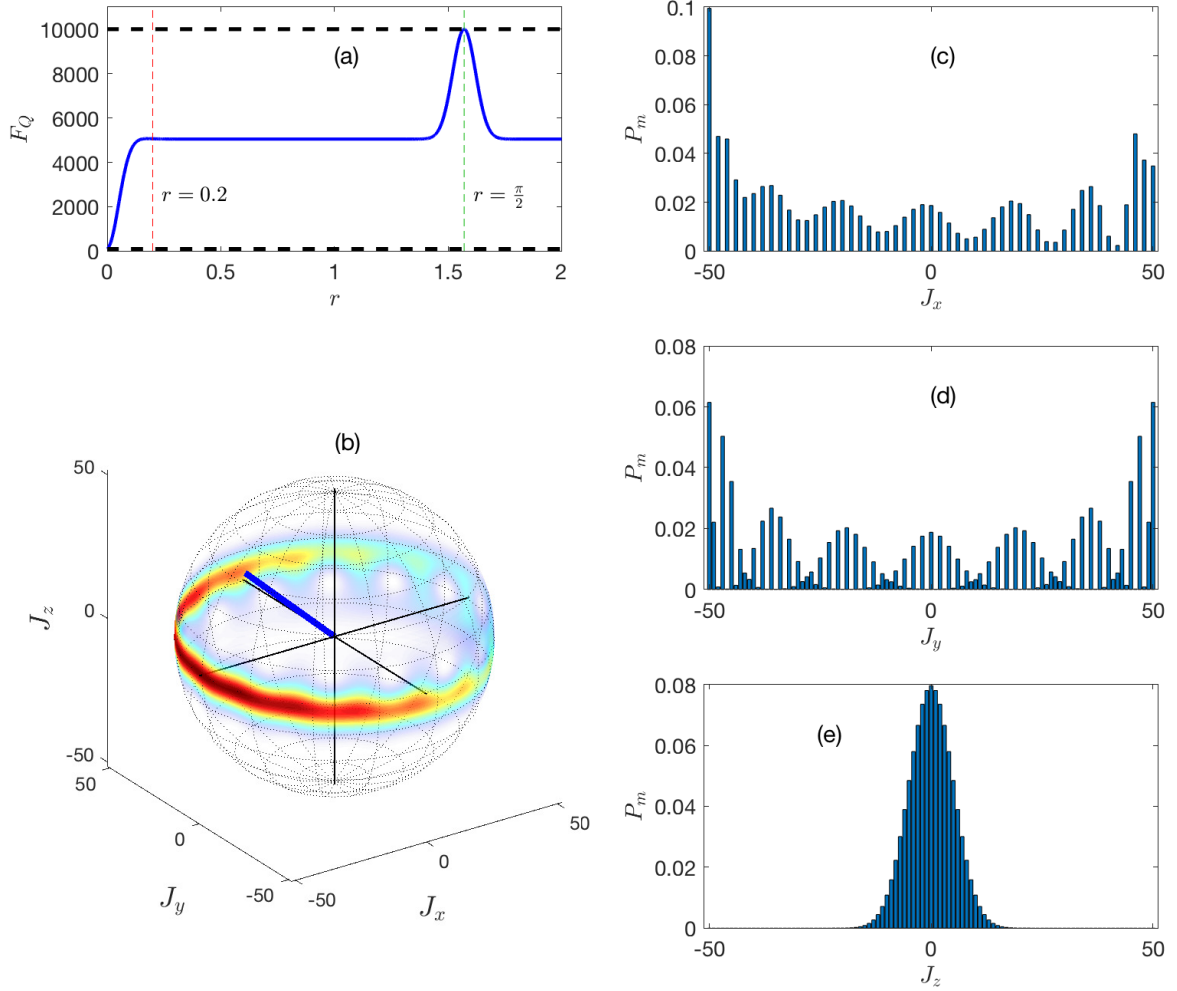 (a)
10000
8000
6000
4000
2000
0
F_Q
r = 0.2
r = π/2
0 0.5 1 1.5 2
r
(b)
50
0
-50
J_z
50
0
-50
J_y
-50
0
50
J_x
(c)
0.1
0.08
0.06
0.04
0.02
0
P_m
-50 0 50
J_x
(d)
0.08
0.06
0.04
0.02
0
P_m
-50 0 50
J_y
(e)
0.08
0.06
0.04
0.02
0
P_m
-50 0 50
J_z